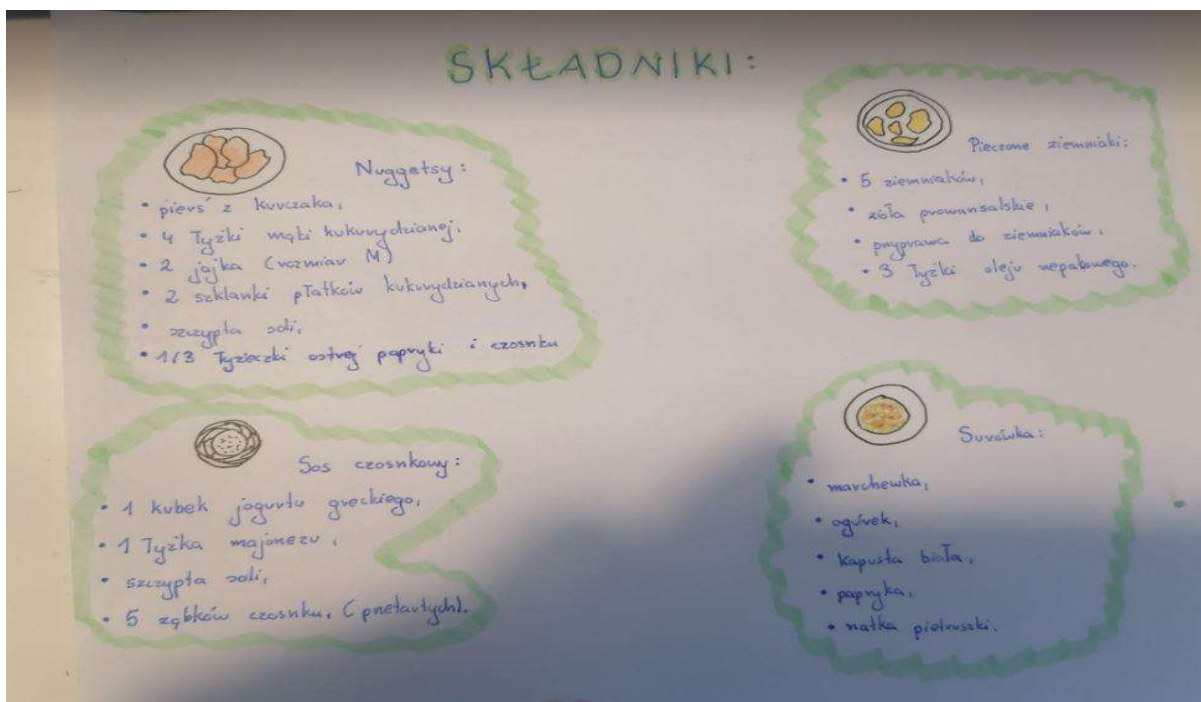 SKŁADNIKI:
Nuggetsy:
• pierś z kurczaka,
• 4 łyżki mąki kukurydzianej,
• 2 jajka (rozmiar M)
• 2 szklanki płatków kukurydzianych,
• szczypta soli,
• 1/3 łyżeczki ostrej papryki i czosnku
Pieczone ziemniaki:
• 5 ziemniaków,
• zioła prowansalskie,
• przyprawa do ziemniaków,
• 3 łyżki oleju rzepakowego.
Sos czosnkowy:
• 1 kubek jogurtu greckiego,
• 1 łyżka majonezu,
• szczypta soli,
• 5 ząbków czosnku, (przetartych).
Surówka:
• marchewka,
• ogórek,
• kapusta biała,
• papryka,
• natka pietruszki.